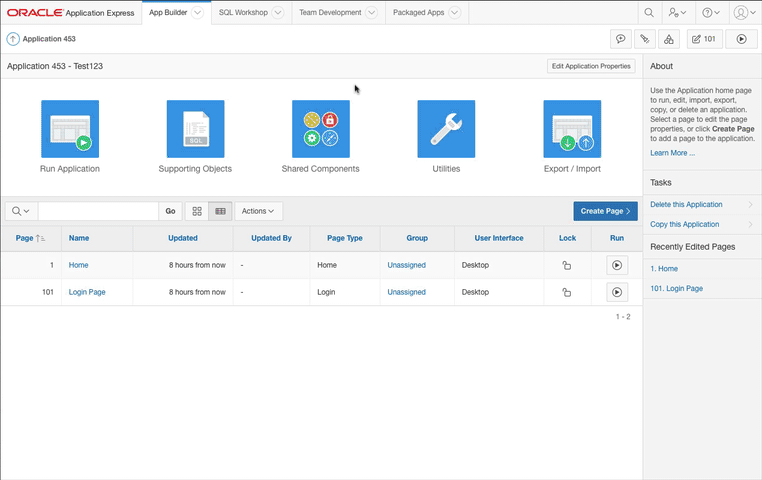 ORACLE Application Express App Builder SQL Workshop Team Development Packaged Apps
Application 453 101
Application 453 - Test123 Edit Application Properties
SQL
Run Application Supporting Objects Shared Components Utilities Export / Import
Go Actions Create Page
Page Name Updated Updated By Page Type Group User Interface Lock Run
1 Home 8 hours from now - Home Unassigned Desktop
101 Login Page 8 hours from now - Login Unassigned Desktop
1 - 2
About
Use the Application home page
to run, edit, import, export,
copy, or delete an application.
Select a page to edit the page
properties, or click Create Page
to add a page to the application.
Learn More ...
Tasks
Delete this Application
Copy this Application
Recently Edited Pages
1. Home
101. Login Page